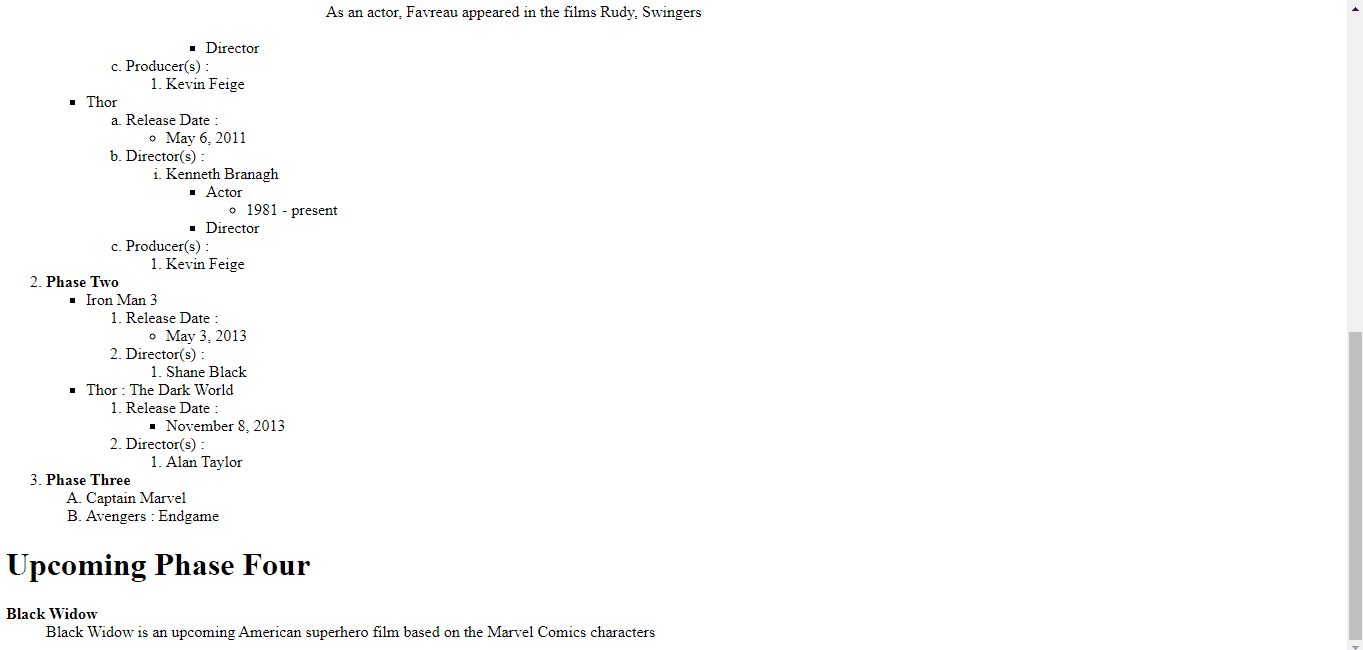 As an actor, Favreau appeared in the films Rudy, Swingers
▪ Director
c. Producer(s) :
1. Kevin Feige
▪ Thor
a. Release Date :
◦ May 6, 2011
b. Director(s) :
i. Kenneth Branagh
▪ Actor
◦ 1981 - present
▪ Director
c. Producer(s) :
1. Kevin Feige
2. Phase Two
▪ Iron Man 3
1. Release Date :
◦ May 3, 2013
2. Director(s) :
1. Shane Black
▪ Thor : The Dark World
1. Release Date :
▪ November 8, 2013
2. Director(s) :
1. Alan Taylor
3. Phase Three
A. Captain Marvel
B. Avengers : Endgame
Upcoming Phase Four
Black Widow
Black Widow is an upcoming American superhero film based on the Marvel Comics characters